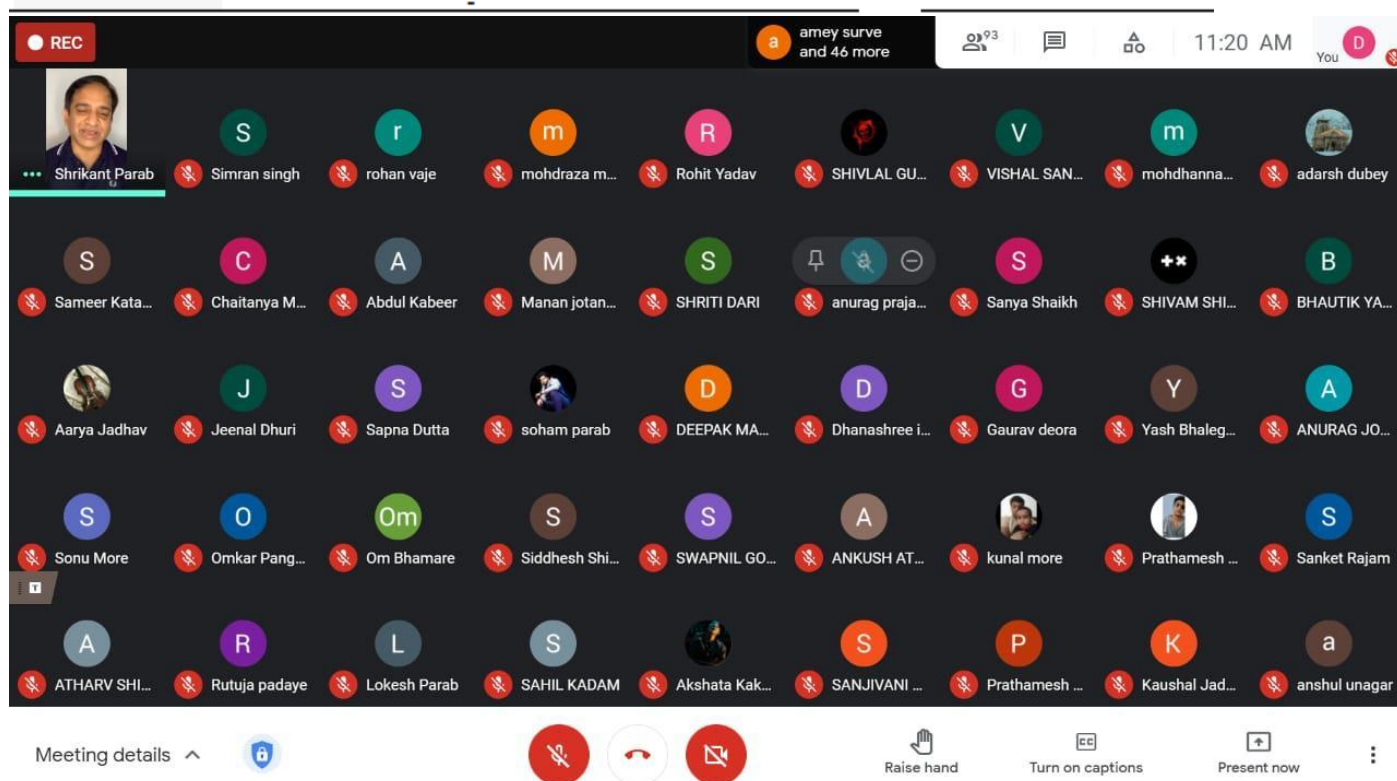 REC
a
amey surve
and 46 more
93
11:20 AM
You
D
S
r
m
R
V
m
Shrikant Parab
Simran singh
rohan vaje
mohdraza m...
Rohit Yadav
SHIVLAL GU...
VISHAL SAN...
mohdhanna...
adarsh dubey
S
C
A
M
S
a
S
B
Sameer Kata...
Chaitanya M...
Abdul Kabeer
Manan jotan...
SHRITI DARI
anurag praja...
Sanya Shaikh
SHIVAM SHI...
BHAUTIK YA...
J
S
D
D
G
Y
A
Aarya Jadhav
Jeenal Dhuri
Sapna Dutta
soham parab
DEEPAK MA...
Dhanashree i...
Gaurav deora
Yash Bhaleg...
ANURAG JO...
S
O
Om
S
S
A
S
Sonu More
Omkar Pang...
Om Bhamare
Siddhesh Shi...
SWAPNIL GO...
ANKUSH AT...
kunal more
Prathamesh ...
Sanket Rajam
T
A
R
L
S
S
P
K
a
ATHARV SHI...
Rutuja padaye
Lokesh Parab
SAHIL KADAM
Akshata Kak...
SANJIVANI ...
Prathamesh ...
Kaushal Jad...
anshul unagar
Meeting details
Raise hand
CC
Turn on captions
Present now